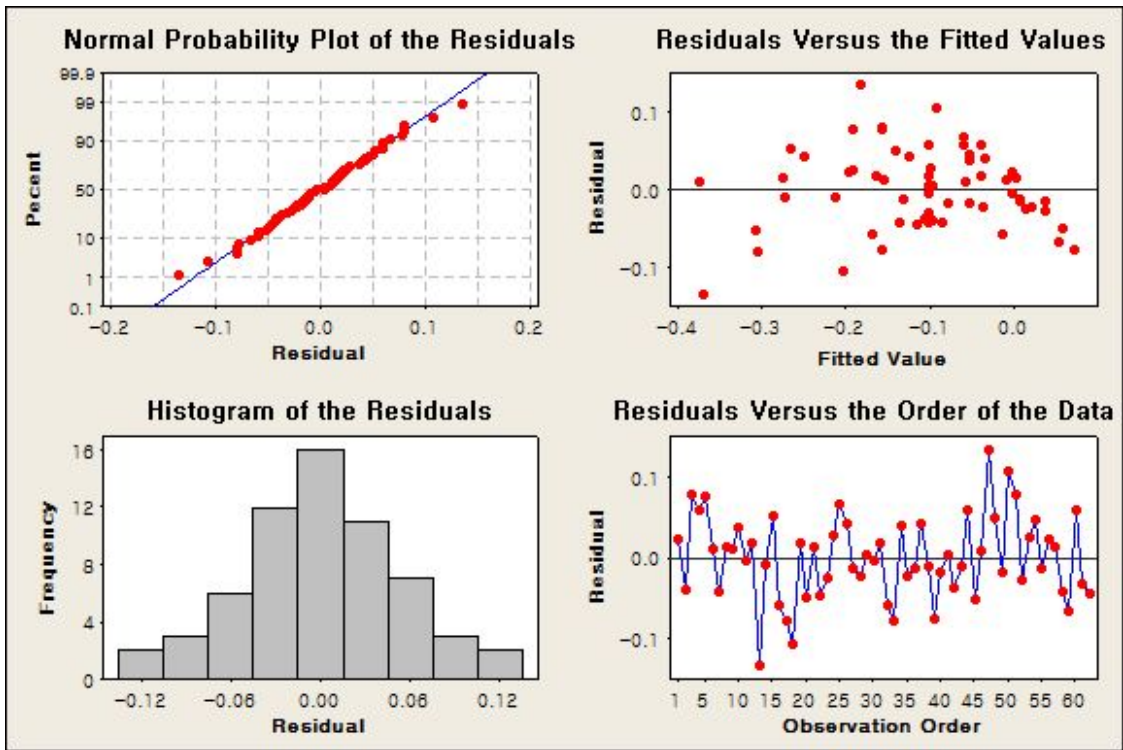 Normal Probability Plot of the Residuals
99.9
99
90
50
10
1
0.1
Pecent
-0.2 -0.1 0.0 0.1 0.2
Residual
Residuals Versus the Fitted Values
0.1
0.0
-0.1
Residual
-0.4 -0.3 -0.2 -0.1 0.0
Fitted Value
Histogram of the Residuals
16
12
8
4
0
Frequency
-0.12 -0.06 0.00 0.06 0.12
Residual
Residuals Versus the Order of the Data
0.1
0.0
-0.1
Residual
1 5 10 15 20 25 30 35 40 45 50 55 60
Observation Order